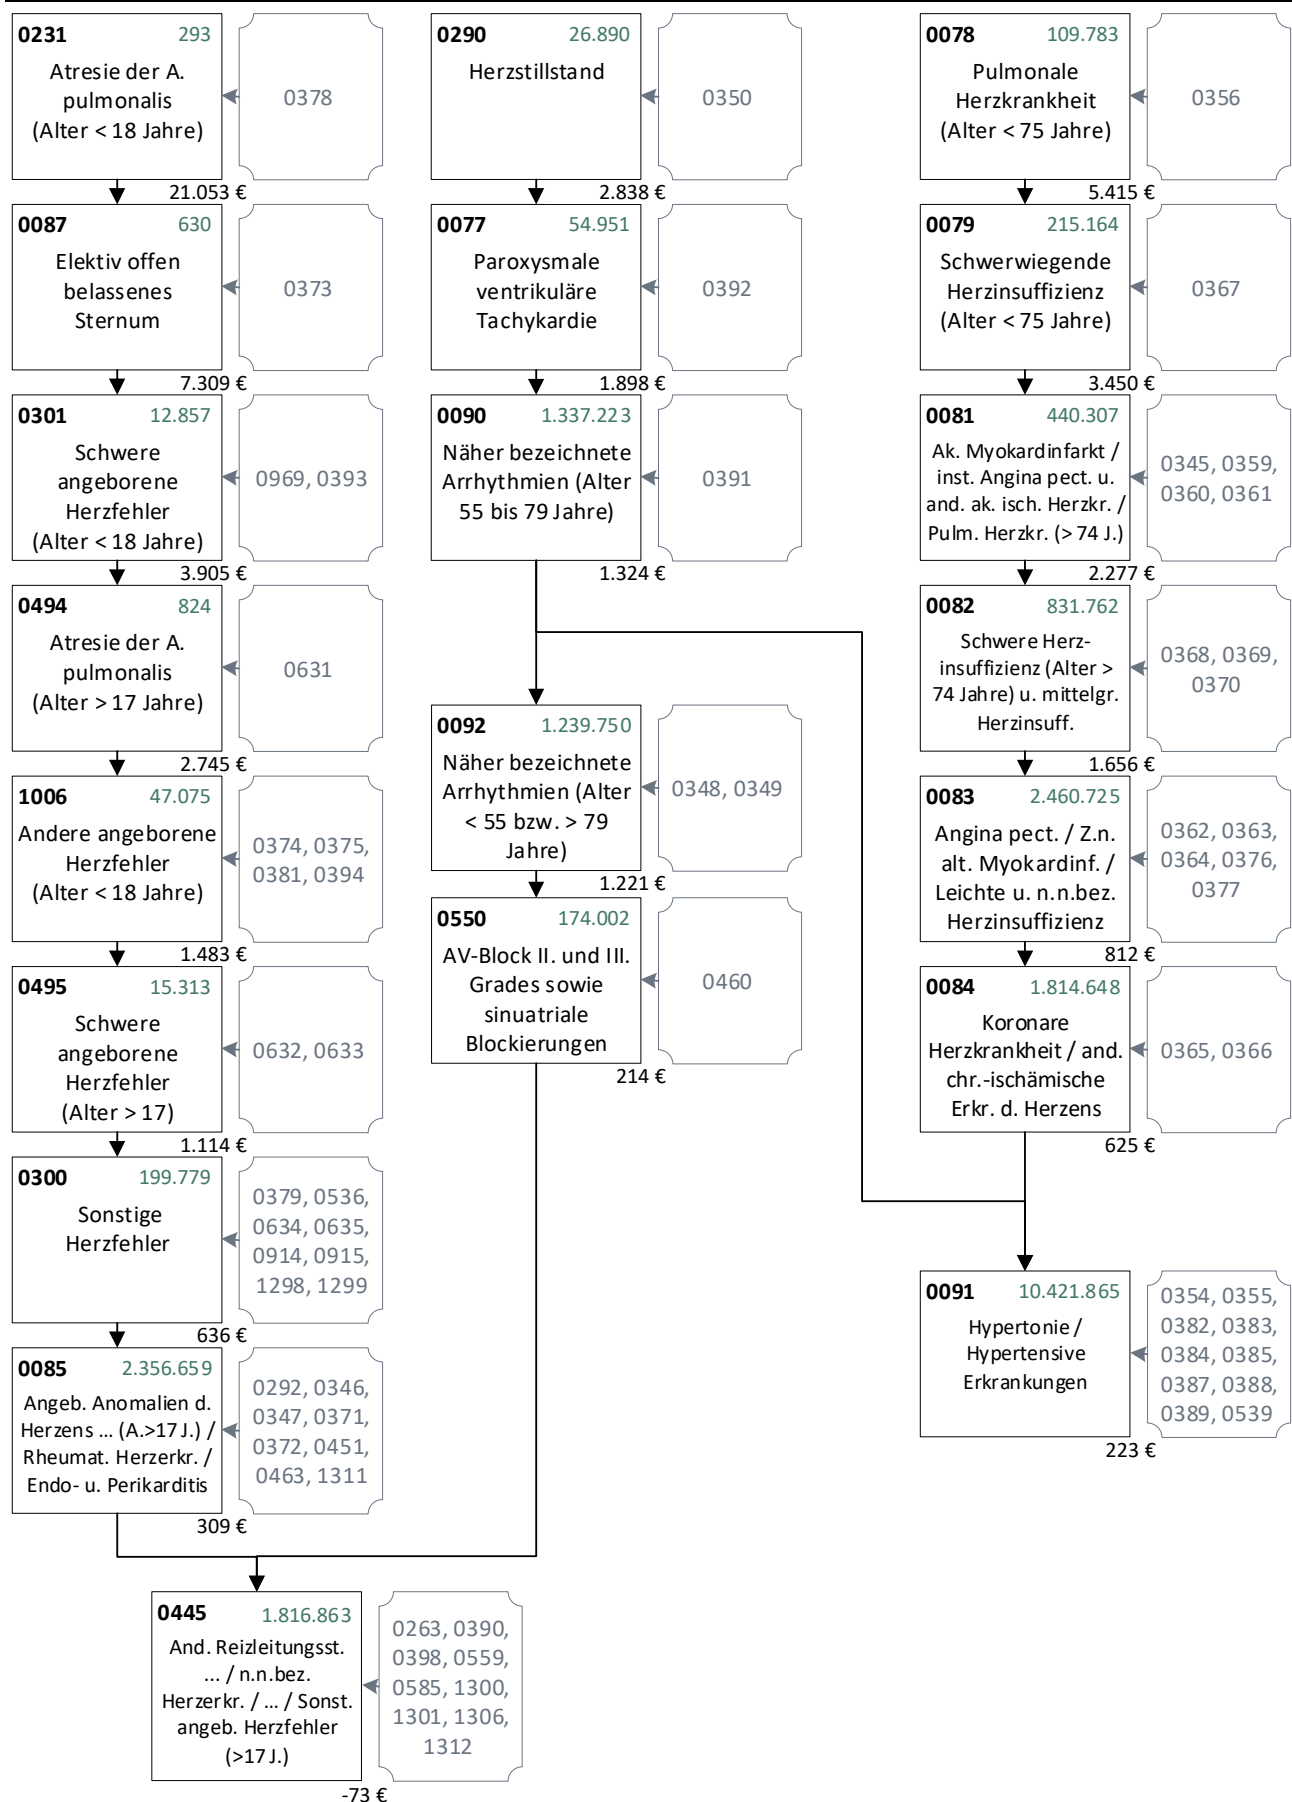 0231 293
Atresie der A.
pulmonalis
(Alter < 18 Jahre)
0378
21.053 €
0087 630
Elektiv offen
belassenes
Sternum
0373
7.309 €
0301 12.857
Schwere
angeborene
Herzfehler
(Alter < 18 Jahre)
0969, 0393
3.905 €
0494 824
Atresie der A.
pulmonalis
(Alter > 17 Jahre)
0631
2.745 €
1006 47.075
Andere angeborene
Herzfehler
(Alter < 18 Jahre)
0374, 0375,
0381, 0394
1.483 €
0495 15.313
Schwere
angeborene
Herzfehler
(Alter > 17)
0632, 0633
1.114 €
0300 199.779
Sonstige
Herzfehler
0379, 0536,
0634, 0635,
0914, 0915,
1298, 1299
636 €
0085 2.356.659
Angeb. Anomalien d.
Herzens ... (A.>17 J.) /
Rheumat. Herzerkr. /
Endo- u. Perikarditis
0292, 0346,
0347, 0371,
0372, 0451,
0463, 1311
309 €
0290 26.890
Herzstillstand
0350
2.838 €
0077 54.951
Paroxysmale
ventrikuläre
Tachykardie
0392
1.898 €
0090 1.337.223
Näher bezeichnete
Arrhythmien (Alter
55 bis 79 Jahre)
0391
1.324 €
0092 1.239.750
Näher bezeichnete
Arrhythmien (Alter
< 55 bzw. > 79
Jahre)
0348, 0349
1.221 €
0550 174.002
AV-Block II. und III.
Grades sowie
sinuatriale
Blockierungen
0460
214 €
0445 1.816.863
And. Reizleitungsst.
... / n.n.bez.
Herzerkr. / ... / Sonst.
angeb. Herzfehler
(>17 J.)
0263, 0390,
0398, 0559,
0585, 1300,
1301, 1306,
1312
-73 €
0078 109.783
Pulmonale
Herzkrankheit
(Alter < 75 Jahre)
0356
5.415 €
0079 215.164
Schwerwiegende
Herzinsuffizienz
(Alter < 75 Jahre)
0367
3.450 €
0081 440.307
Ak. Myokardinfarkt /
inst. Angina pect. u.
and. ak. isch. Herzkr. /
Pulm. Herzkr. (> 74 J.)
0345, 0359,
0360, 0361
2.277 €
0082 831.762
Schwere Herz-
insuffizienz (Alter >
74 Jahre) u. mittelgr.
Herzinsuff.
0368, 0369,
0370
1.656 €
0083 2.460.725
Angina pect. / Z.n.
alt. Myokardinf. /
Leichte u. n.n.bez.
Herzinsuffizienz
0362, 0363,
0364, 0376,
0377
812 €
0084 1.814.648
Koronare
Herzkrankheit / and.
chr.-ischämische
Erkr. d. Herzens
0365, 0366
625 €
0091 10.421.865
Hypertonie /
Hypertensive
Erkrankungen
0354, 0355,
0382, 0383,
0384, 0385,
0387, 0388,
0389, 0539
223 €